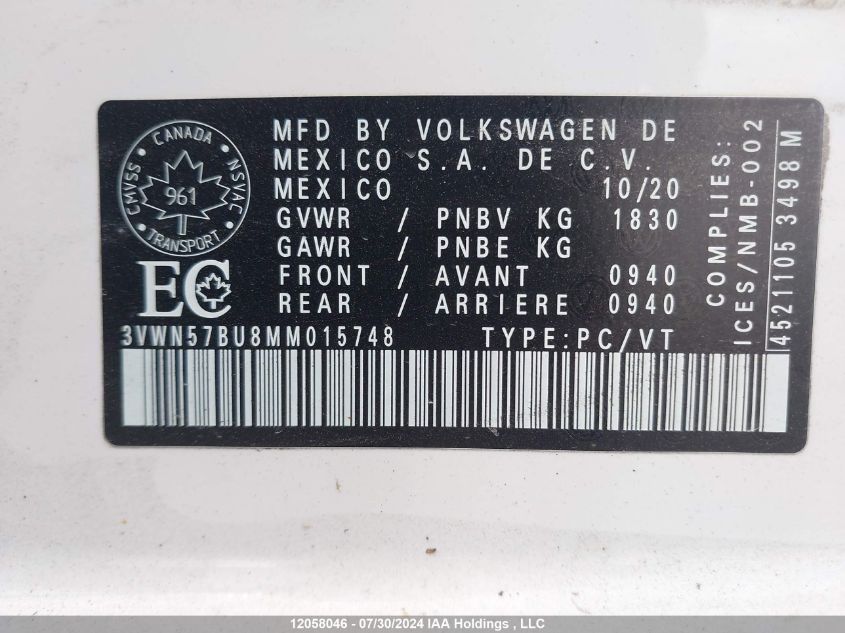 CANADA
CMVSS
NSVAC
961
TRANSPORT
EC
MFD BY VOLKSWAGEN DE
MEXICO S.A. DE C.V.
MEXICO 10/20
GVWR / PNBV KG 1830
GAWR / PNBE KG
FRONT / AVANT 0940
REAR / ARRIERE 0940
3VWN57BU8MM015748 TYPE:PC/VT
COMPLIES:
ICES/NMB-002
4521105 3498 M
12058046 - 07/30/2024 IAA Holdings , LLC